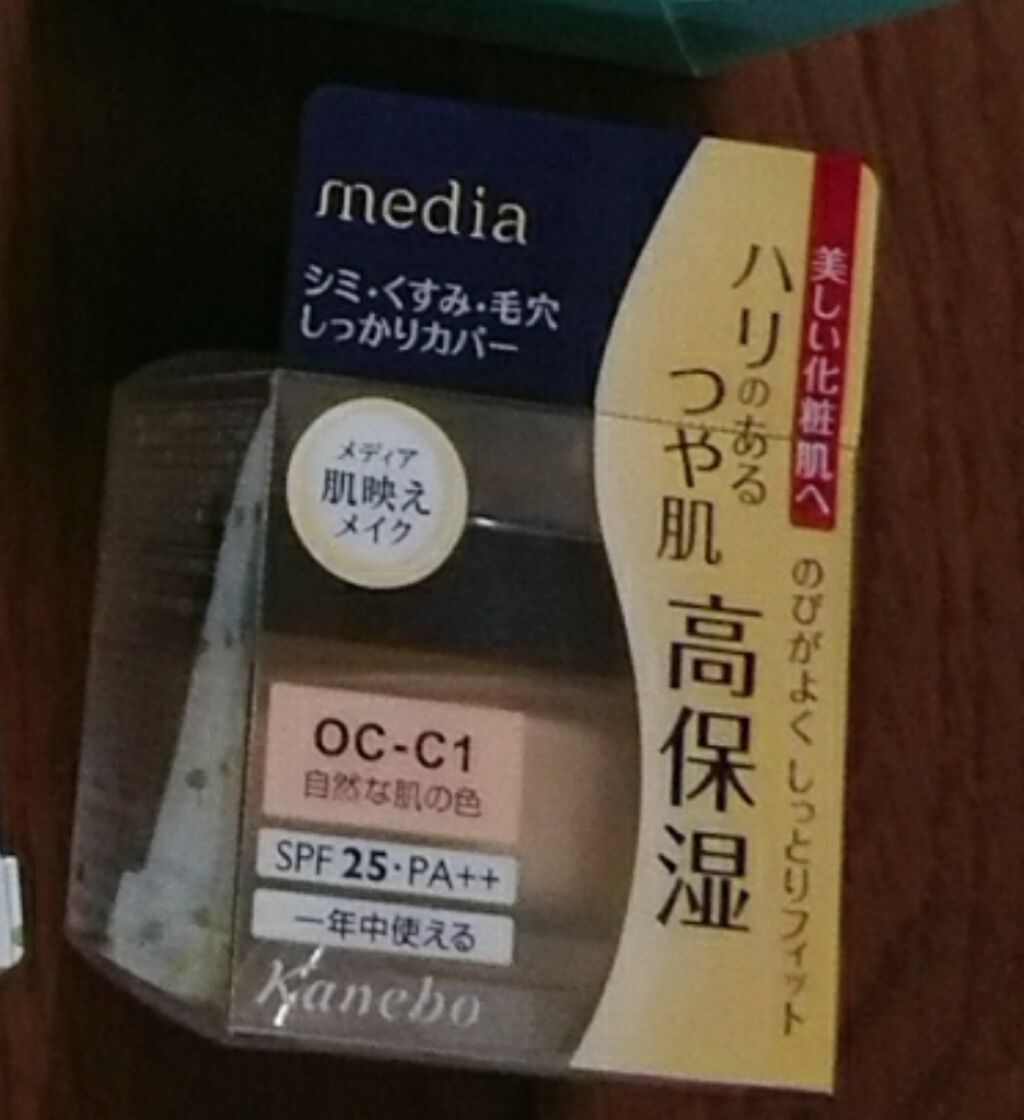 media
シミ・くすみ・毛穴
しっかりカバー
メディア
肌映え
メイク
OC-C1
自然な肌の色
SPF 25・PA++
一年中使える
Kanebo
美しい化粧肌へ
ハリのある
つや肌
高保湿
のびがよく しっとりフィット